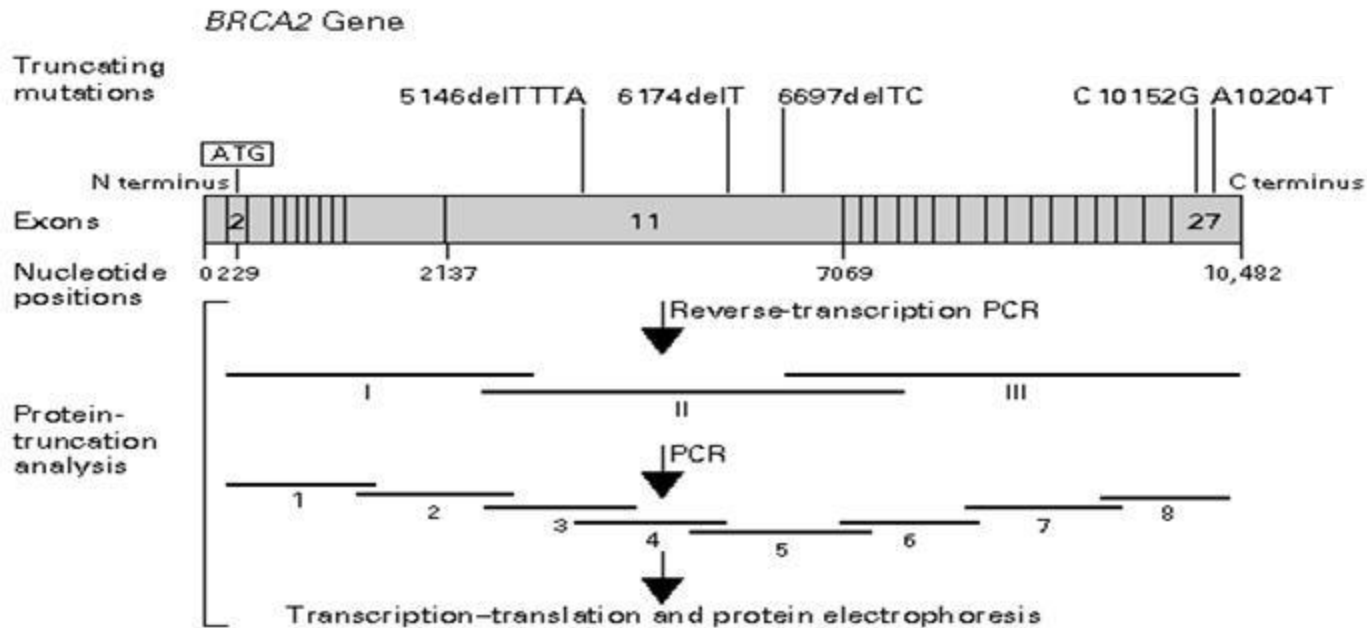 BRCA2 Gene
Truncating
mutations
5146delTTTA 6174delT 6697delTC C10152G A10204T
ATG
N terminus
C terminus
Exons 2 11 27
Nucleotide
positions
0 229 2137 7069 10,482
Reverse-transcription PCR
I
II
III
Protein-
truncation
analysis
PCR
1
2
3
4
5
6
7
8
Transcription–translation and protein electrophoresis